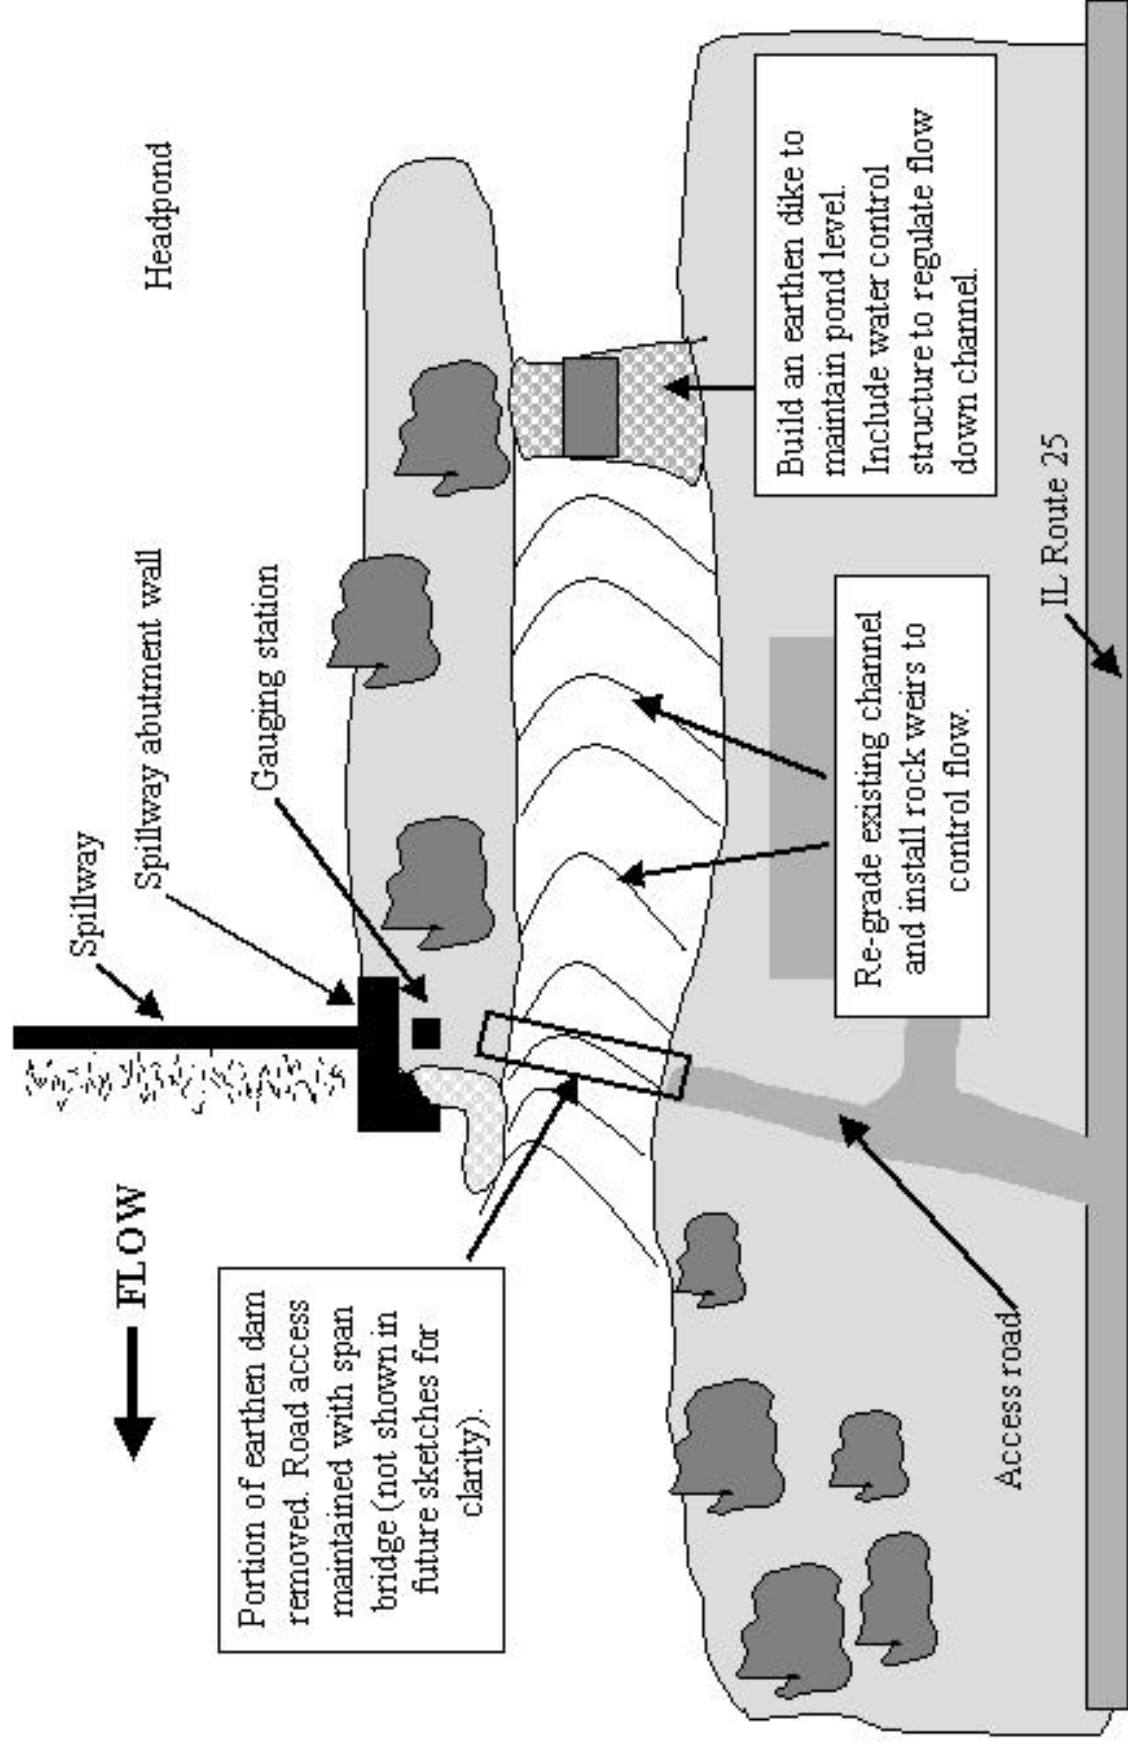 Headpond
Spillway
Spillway abutment wall
Gauging station
FLOW
Portion of earthen dam
removed. Road access
maintained with span
bridge (not shown in
future sketches for
clarity).
Build an earthen dike to
maintain pond level.
Include water control
structure to regulate flow
down channel.
Re-grade existing channel
and install rock weirs to
control flow.
Access road
IL Route 25